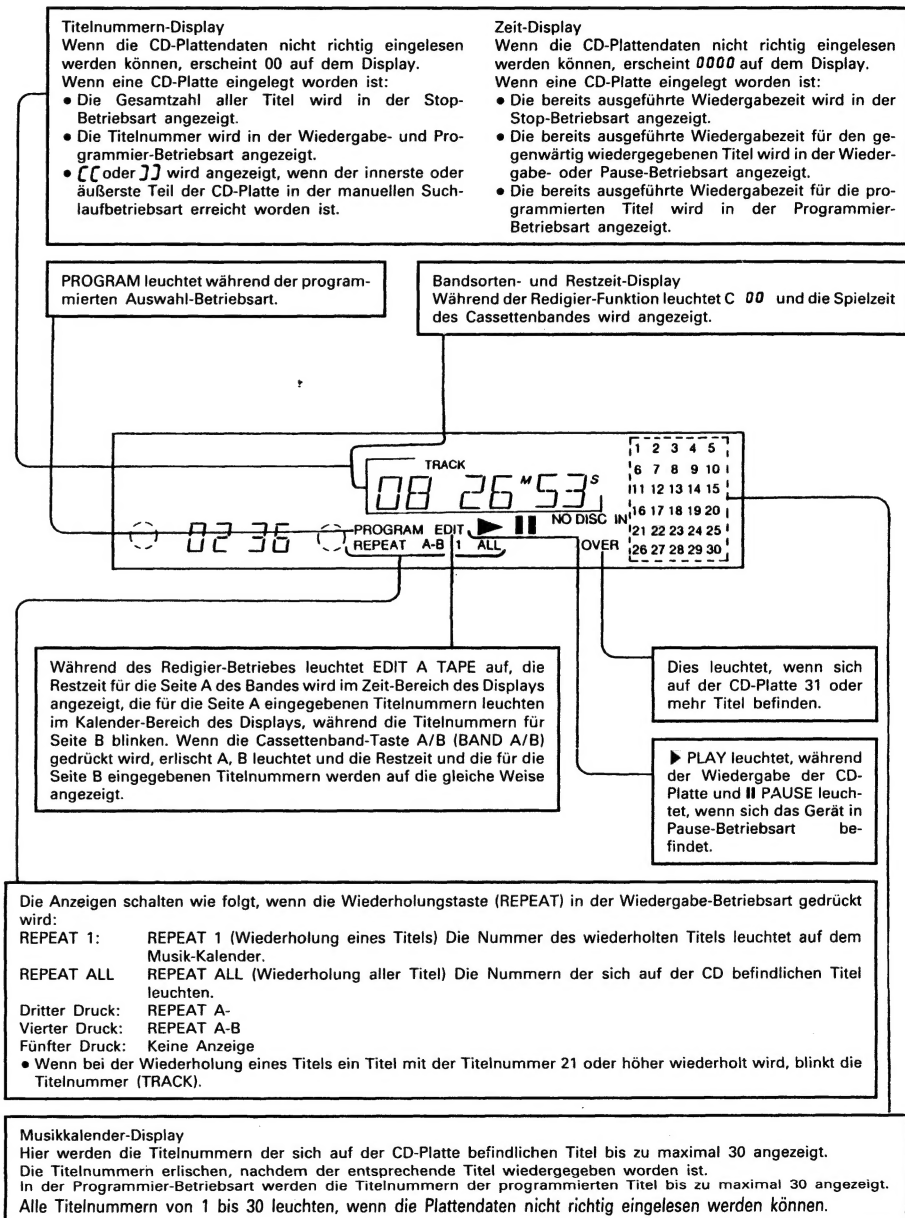 Titelnummern-Display
Wenn die CD-Plattendaten nicht richtig eingelesen
werden können, erscheint 00 auf dem Display.
Wenn eine CD-Platte eingelegt worden ist:
● Die Gesamtzahl aller Titel wird in der Stop-
Betriebsart angezeigt.
● Die Titelnummer wird in der Wiedergabe- und Pro-
grammier-Betriebsart angezeigt.
● [[ oder ]] wird angezeigt, wenn der innerste oder
äußerste Teil der CD-Platte in der manuellen Such-
laufbetriebsart erreicht worden ist.
Zeit-Display
Wenn die CD-Plattendaten nicht richtig eingelesen
werden können, erscheint 0000 auf dem Display.
Wenn eine CD-Platte eingelegt worden ist:
● Die bereits ausgeführte Wiedergabezeit wird in der
Stop-Betriebsart angezeigt.
● Die bereits ausgeführte Wiedergabezeit für den ge-
genwärtig wiedergegebenen Titel wird in der Wieder-
gabe- oder Pause-Betriebsart angezeigt.
● Die bereits ausgeführte Wiedergabezeit für die pro-
grammierten Titel wird in der Programmier-
Betriebsart angezeigt.
PROGRAM leuchtet während der program-
mierten Auswahl-Betriebsart.
Bandsorten- und Restzeit-Display
Während der Redigier-Funktion leuchtet C 00 und die Spielzeit
des Cassettenbandes wird angezeigt.
TRACK
08 26 M 53 S
NO DISC IN
02 36
PROGRAM EDIT ▶ ❚❚
REPEAT A-B 1 ALL
OVER
1 2 3 4 5
6 7 8 9 10
11 12 13 14 15
16 17 18 19 20
21 22 23 24 25
26 27 28 29 30
Während des Redigier-Betriebes leuchtet EDIT A TAPE auf, die
Restzeit für die Seite A des Bandes wird im Zeit-Bereich des Displays
angezeigt, die für die Seite A eingegebenen Titelnummern leuchten
im Kalender-Bereich des Displays, während die Titelnummern für
Seite B blinken. Wenn die Cassettenband-Taste A/B (BAND A/B)
gedrückt wird, erlischt A, B leuchtet und die Restzeit und die für die
Seite B eingegebenen Titelnummern werden auf die gleiche Weise
angezeigt.
Dies leuchtet, wenn sich
auf der CD-Platte 31 oder
mehr Titel befinden.
▶ PLAY leuchtet, während
der Wiedergabe der CD-
Platte und ❚❚ PAUSE leuch-
tet, wenn sich das Gerät in
Pause-Betriebsart be-
findet.
Die Anzeigen schalten wie folgt, wenn die Wiederholungstaste (REPEAT) in der Wiedergabe-Betriebsart gedrückt
wird:
REPEAT 1: REPEAT 1 (Wiederholung eines Titels) Die Nummer des wiederholten Titels leuchtet auf dem
Musik-Kalender.
REPEAT ALL REPEAT ALL (Wiederholung aller Titel) Die Nummern der sich auf der CD befindlichen Titel
leuchten.
Dritter Druck: REPEAT A-
Vierter Druck: REPEAT A-B
Fünfter Druck: Keine Anzeige
● Wenn bei der Wiederholung eines Titels ein Titel mit der Titelnummer 21 oder höher wiederholt wird, blinkt die
Titelnummer (TRACK).
Musikkalender-Display
Hier werden die Titelnummern der sich auf der CD-Platte befindlichen Titel bis zu maximal 30 angezeigt.
Die Titelnummern erlischen, nachdem der entsprechende Titel wiedergegeben worden ist.
In der Programmier-Betriebsart werden die Titelnummern der programmierten Titel bis zu maximal 30 angezeigt.
Alle Titelnummern von 1 bis 30 leuchten, wenn die Plattendaten nicht richtig eingelesen werden können.